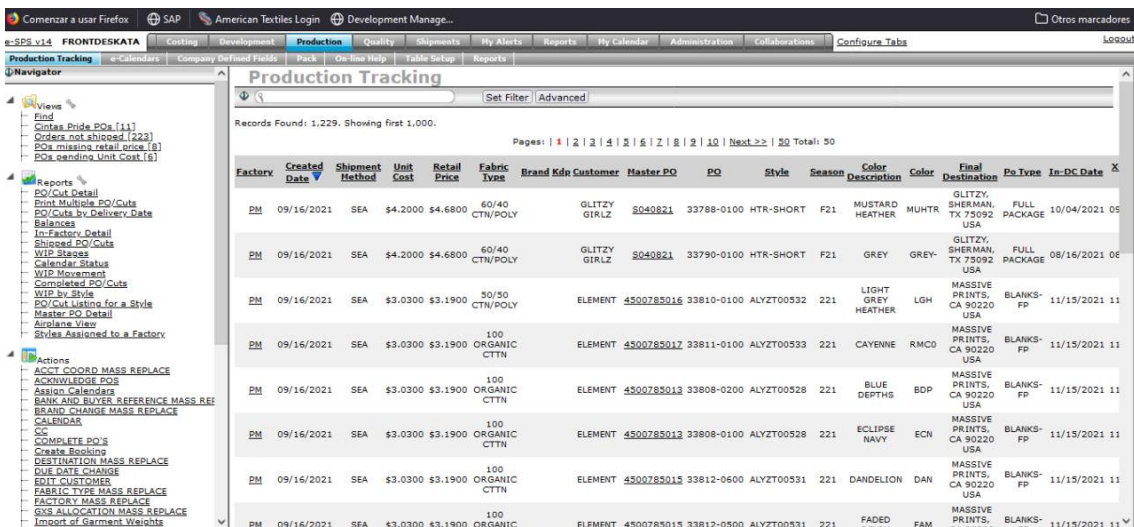 Comenzar a usar Firefox SAP American Textiles Login Development Manage... Otros marcadores
e-SPS v14 FRONTDESKATA Costing Development Production Quality Shipments My Alerts Reports My Calendar Administration Collaborations Configure Tabs Logout
Production Tracking e-Calendars Company Defined Fields Pack On-line Help Table Setup Reports
Navigator
Views
Find
Cintas Pride POs [11]
Orders not shipped [223]
POs missing retail price [8]
POs pending Unit Cost [6]
Reports
PO/Cut Detail
Print Multiple PO/Cuts
PO/Cuts by Delivery Date
Balances
In-Factory Detail
Shipped PO/Cuts
WIP Stages
Calendar Status
WIP Movement
Completed PO/Cuts
WIP by Style
PO/Cut Listing for a Style
Master PO Detail
Airplane View
Styles Assigned to a Factory
Actions
ACCT COORD MASS REPLACE
ACKNWLEDGE POS
Assign Calendars
BANK AND BUYER REFERENCE MASS REP
BRAND CHANGE MASS REPLACE
CALENDAR
CC
COMPLETE PO'S
Create Booking
DESTINATION MASS REPLACE
DUE DATE CHANGE
EDIT CUSTOMER
FABRIC TYPE MASS REPLACE
FACTORY MASS REPLACE
GXS ALLOCATION MASS REPLACE
Import of Garment Weights
Production Tracking
Set Filter Advanced
Records Found: 1,229. Showing first 1,000.
Pages: | 1 | 2 | 3 | 4 | 5 | 6 | 7 | 8 | 9 | 10 | Next >> | 50 Total: 50
Factory Created Date Shipment Method Unit Cost Retail Price Fabric Type Brand Kdp Customer Master PO PO Style Season Color Description Color Final Destination Po Type In-DC Date X
PM 09/16/2021 SEA $4.2000 $4.6800 60/40 CTN/POLY GLITZY GIRLZ S040821 33788-0100 HTR-SHORT F21 MUSTARD HEATHER MUHTR GLITZY, SHERMAN, TX 75092 USA FULL PACKAGE 10/04/2021 09
PM 09/16/2021 SEA $4.2000 $4.6800 60/40 CTN/POLY GLITZY GIRLZ S040821 33790-0100 HTR-SHORT F21 GREY GREY- GLITZY, SHERMAN, TX 75092 USA FULL PACKAGE 08/16/2021 08
PM 09/16/2021 SEA $3.0300 $3.1900 50/50 CTN/POLY ELEMENT 4500785016 33810-0100 ALYZT00532 221 LIGHT GREY HEATHER LGH MASSIVE PRINTS, CA 90220 USA BLANKS-FP 11/15/2021 11
PM 09/16/2021 SEA $3.0300 $3.1900 100 ORGANIC CTTN ELEMENT 4500785017 33811-0100 ALYZT00533 221 CAYENNE RMC0 MASSIVE PRINTS, CA 90220 USA BLANKS-FP 11/15/2021 11
PM 09/16/2021 SEA $3.0300 $3.1900 100 ORGANIC CTTN ELEMENT 4500785013 33808-0200 ALYZT00528 221 BLUE DEPTHS BDP MASSIVE PRINTS, CA 90220 USA BLANKS-FP 11/15/2021 11
PM 09/16/2021 SEA $3.0300 $3.1900 100 ORGANIC CTTN ELEMENT 4500785013 33808-0100 ALYZT00528 221 ECLIPSE NAVY ECN MASSIVE PRINTS, CA 90220 USA BLANKS-FP 11/15/2021 11
PM 09/16/2021 SEA $3.0300 $3.1900 100 ORGANIC CTTN ELEMENT 4500785015 33812-0600 ALYZT00531 221 DANDELION DAN MASSIVE PRINTS, CA 90220 USA BLANKS-FP 11/15/2021 11
PM 09/16/2021 SEA $3.0300 $3.1900 100 ORGANIC ELEMENT 4500785015 33812-0500 ALYZT00531 221 FADED FAM MASSIVE PRINTS, BLANKS- 11/15/2021 11